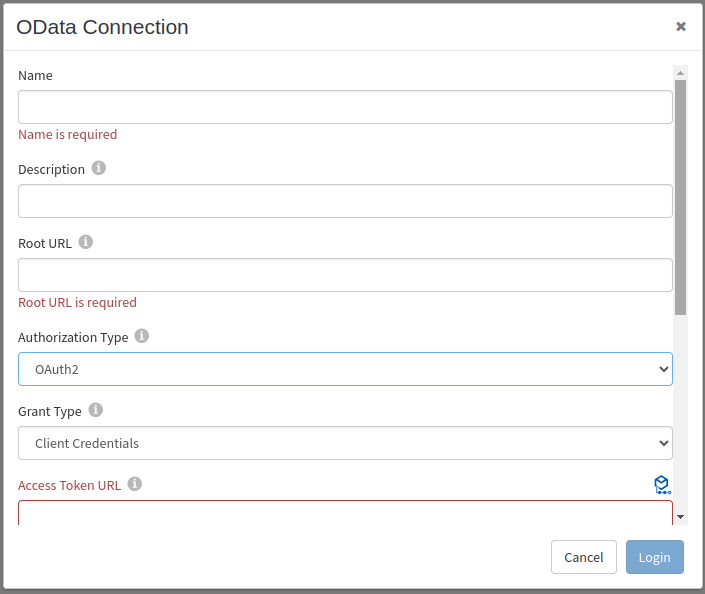 OData Connection
Name
Name is required
Description
Root URL
Root URL is required
Authorization Type
OAuth2
Grant Type
Client Credentials
Access Token URL
Cancel
Login